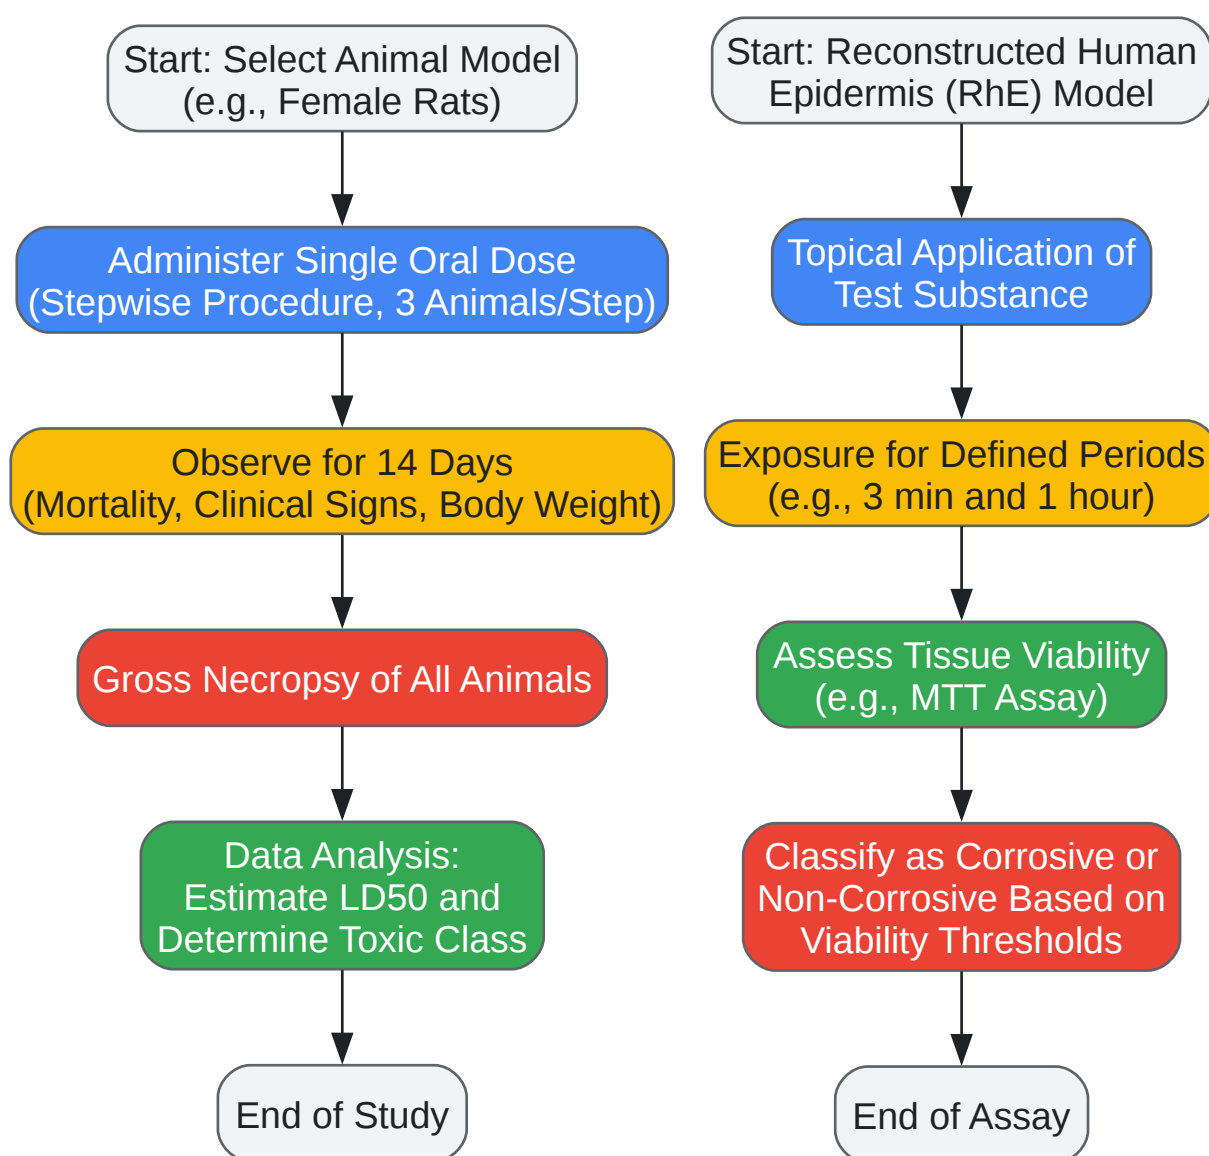 Start: Select Animal Model
(e.g., Female Rats)
Administer Single Oral Dose
(Stepwise Procedure, 3 Animals/Step)
Observe for 14 Days
(Mortality, Clinical Signs, Body Weight)
Gross Necropsy of All Animals
Data Analysis:
Estimate LD50 and
Determine Toxic Class
End of Study
Start: Reconstructed Human
Epidermis (RhE) Model
Topical Application of
Test Substance
Exposure for Defined Periods
(e.g., 3 min and 1 hour)
Assess Tissue Viability
(e.g., MTT Assay)
Classify as Corrosive or
Non-Corrosive Based on
Viability Thresholds
End of Assay